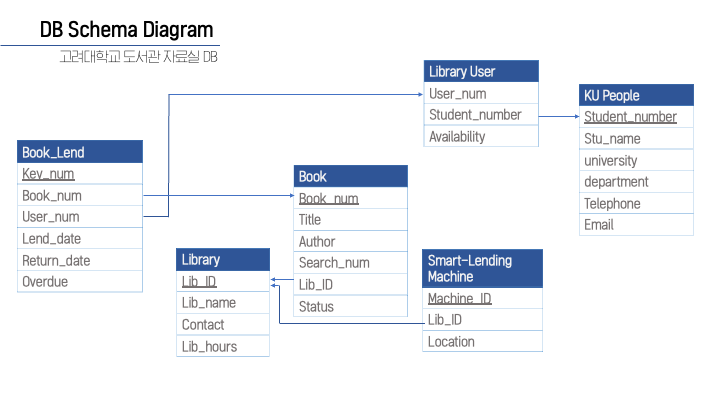 DB Schema Diagram
고려대학교 도서관 자료실 DB
Book_Lend
Key_num
Book_num
User_num
Lend_date
Return_date
Overdue
Library
Lib_ID
Lib_name
Contact
Lib_hours
Book
Book_num
Title
Author
Search_num
Lib_ID
Status
Library User
User_num
Student_number
Availability
Smart-Lending
Machine
Machine_ID
Lib_ID
Location
KU People
Student_number
Stu_name
university
department
Telephone
Email